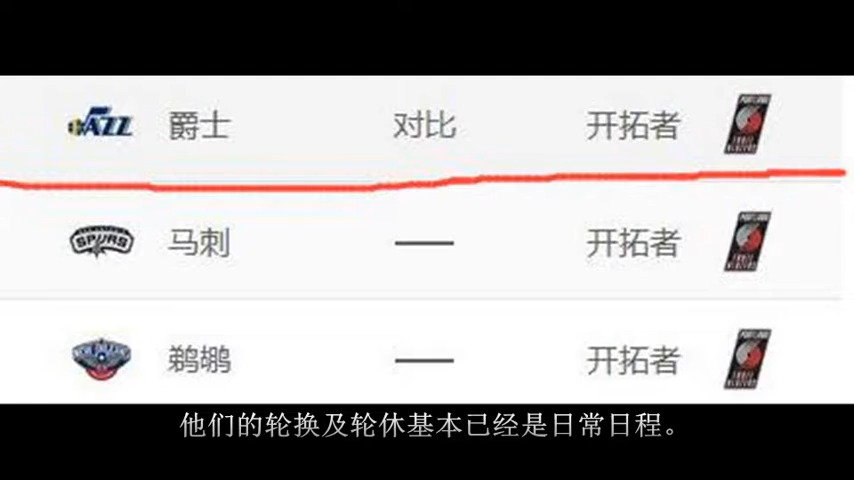 JAZZ 爵士 对比 开拓者
SPURS 马刺 —— 开拓者
鹈鹕 —— 开拓者
他们的轮换及轮休基本已经是日常日程。